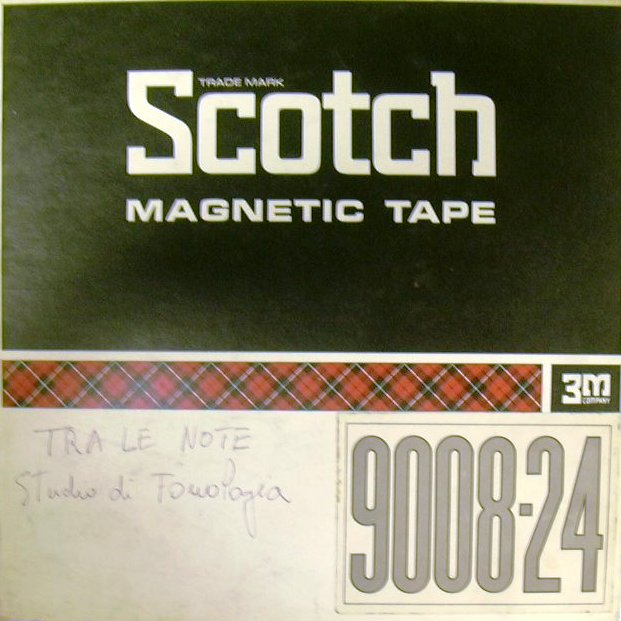 TRADE MARK
Scotch
MAGNETIC TAPE
3M
COMPANY
TRA LE NOTE
Studio di Fonologia
9008-24